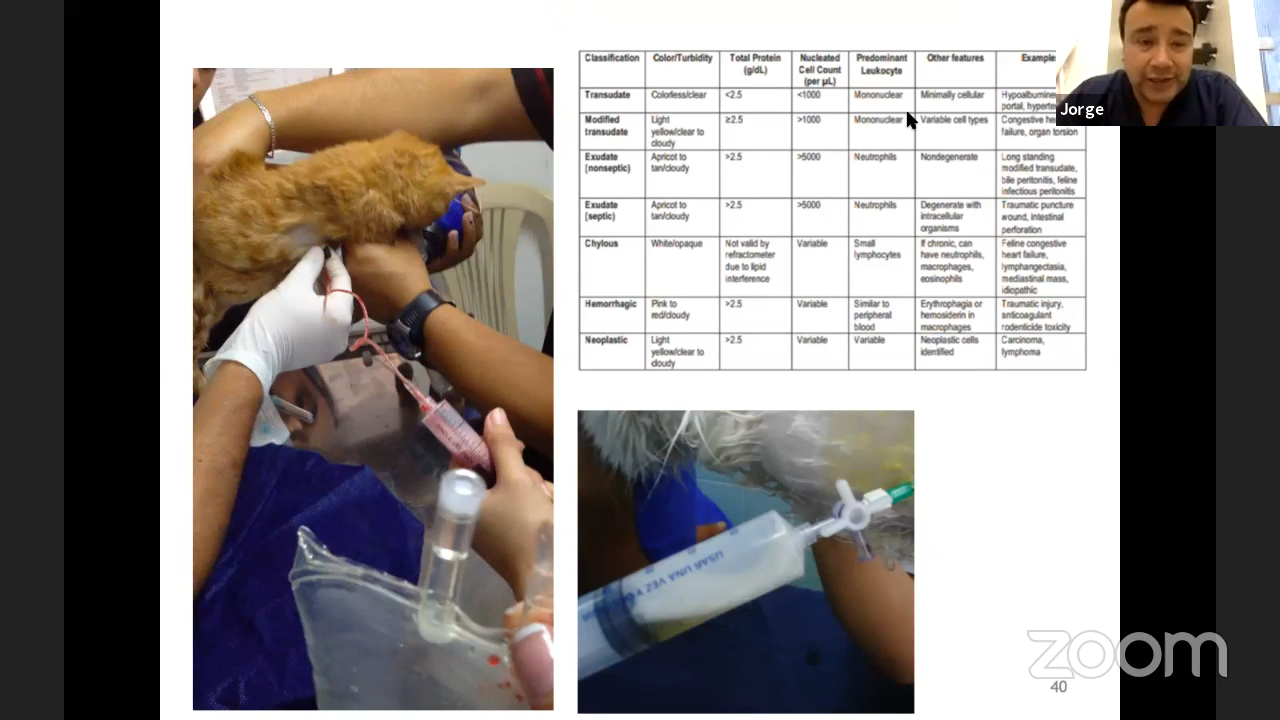 Classification Color/Turbidity Total Protein (g/dL) Nucleated Cell Count (per µL) Predominant Leukocyte Other features
Transudate Colorless/clear <2.5 <1000 Mononuclear Minimally cellular
portal,
Modified transudate Light yellow/clear to cloudy ≥2.5 >1000 Mononuclear Variable cell types Congestive
failure, organ torsion
Exudate (nonseptic) Apricot to tan/cloudy >2.5 >5000 Neutrophils Nondegenerate Long standing modified transudate, bile peritonitis, feline infectious peritonitis
Exudate (septic) Apricot to tan/cloudy >2.5 >5000 Neutrophils Degenerate with intracellular organisms Traumatic puncture wound, intestinal perforation
Chylous White/opaque Not valid by refractometer due to lipid interference Variable Small lymphocytes If chronic, can have neutrophils, macrophages, eosinophils Feline congestive heart failure, lymphangectasia, mediastinal mass, idiopathic
Hemorrhagic Pink to red/cloudy >2.5 Variable Similar to peripheral blood Erythrophagia or hemosiderin in macrophages Traumatic injury, anticoagulant rodenticide toxicity
Neoplastic Light yellow/clear to cloudy >2.5 Variable Variable Neoplastic cells identified Carcinoma, lymphoma
Jorge
USAR UNA VEZ Y
zoom
40